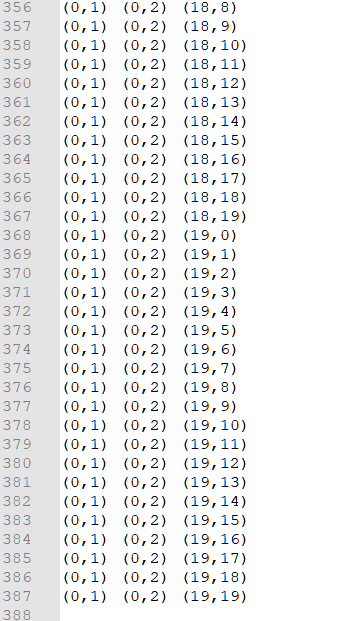 356 (0,1) (0,2) (18,8)
357 (0,1) (0,2) (18,9)
358 (0,1) (0,2) (18,10)
359 (0,1) (0,2) (18,11)
360 (0,1) (0,2) (18,12)
361 (0,1) (0,2) (18,13)
362 (0,1) (0,2) (18,14)
363 (0,1) (0,2) (18,15)
364 (0,1) (0,2) (18,16)
365 (0,1) (0,2) (18,17)
366 (0,1) (0,2) (18,18)
367 (0,1) (0,2) (18,19)
368 (0,1) (0,2) (19,0)
369 (0,1) (0,2) (19,1)
370 (0,1) (0,2) (19,2)
371 (0,1) (0,2) (19,3)
372 (0,1) (0,2) (19,4)
373 (0,1) (0,2) (19,5)
374 (0,1) (0,2) (19,6)
375 (0,1) (0,2) (19,7)
376 (0,1) (0,2) (19,8)
377 (0,1) (0,2) (19,9)
378 (0,1) (0,2) (19,10)
379 (0,1) (0,2) (19,11)
380 (0,1) (0,2) (19,12)
381 (0,1) (0,2) (19,13)
382 (0,1) (0,2) (19,14)
383 (0,1) (0,2) (19,15)
384 (0,1) (0,2) (19,16)
385 (0,1) (0,2) (19,17)
386 (0,1) (0,2) (19,18)
387 (0,1) (0,2) (19,19)
388